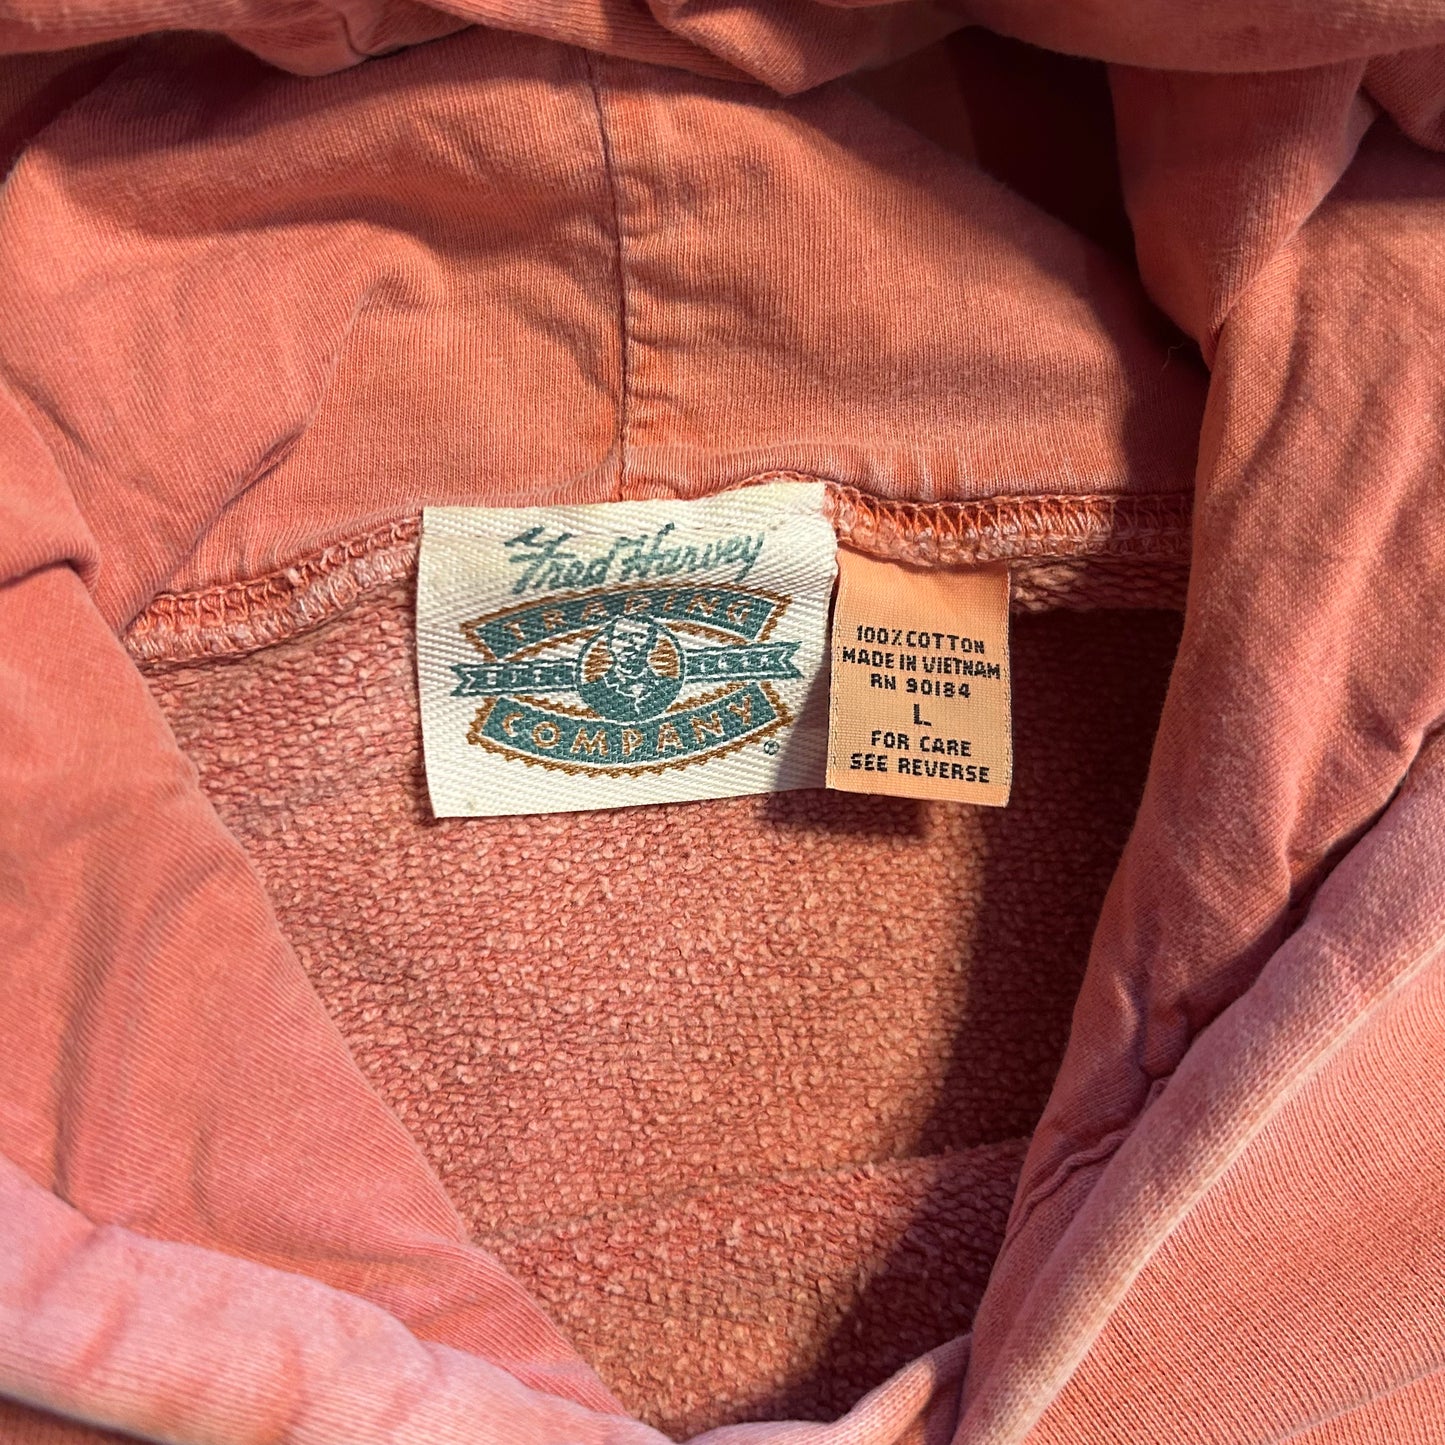 Fred Harvey
TRADING
COMPANY
®
100% COTTON
MADE IN VIETNAM
RN 90184
L
FOR CARE
SEE REVERSE